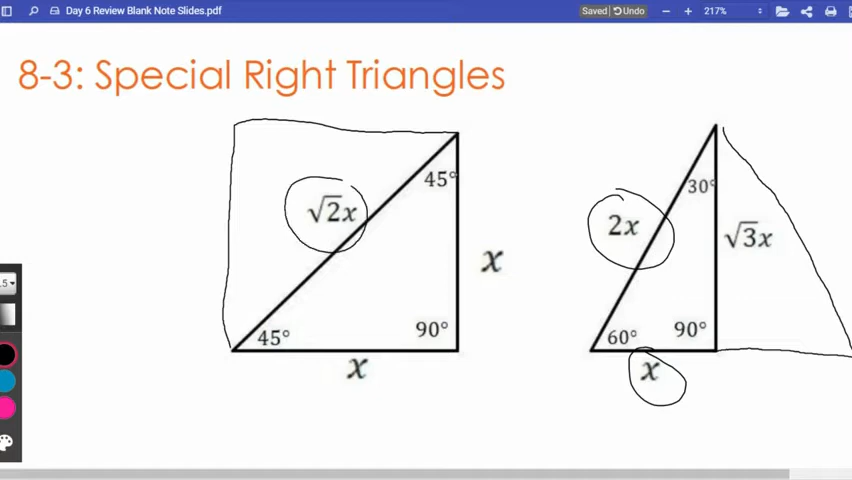 Day 6 Review Blank Note Slides.pdf
Saved Undo
217%
8-3: Special Right Triangles
45°
√2x
x
45°
90°
x
30°
2x
√3x
60°
90°
x
.5